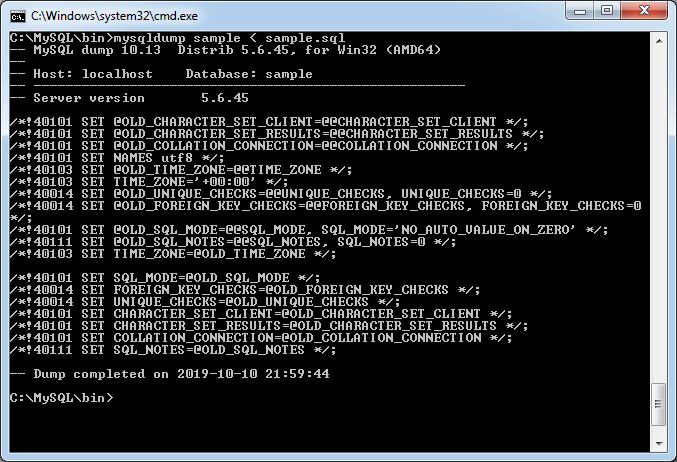 C:\Windows\system32\cmd.exe
C:\MySQL\bin>mysqldump sample < sample.sql
-- MySQL dump 10.13  Distrib 5.6.45, for Win32 (AMD64)
--
-- Host: localhost    Database: sample
-- ------------------------------------------------------
-- Server version       5.6.45
/*!40101 SET @OLD_CHARACTER_SET_CLIENT=@@CHARACTER_SET_CLIENT */;
/*!40101 SET @OLD_CHARACTER_SET_RESULTS=@@CHARACTER_SET_RESULTS */;
/*!40101 SET @OLD_COLLATION_CONNECTION=@@COLLATION_CONNECTION */;
/*!40101 SET NAMES utf8 */;
/*!40103 SET @OLD_TIME_ZONE=@@TIME_ZONE */;
/*!40103 SET TIME_ZONE='+00:00' */;
/*!40014 SET @OLD_UNIQUE_CHECKS=@@UNIQUE_CHECKS, UNIQUE_CHECKS=0 */;
/*!40014 SET @OLD_FOREIGN_KEY_CHECKS=@@FOREIGN_KEY_CHECKS, FOREIGN_KEY_CHECKS=0
*/;
/*!40101 SET @OLD_SQL_MODE=@@SQL_MODE, SQL_MODE='NO_AUTO_VALUE_ON_ZERO' */;
/*!40111 SET @OLD_SQL_NOTES=@@SQL_NOTES, SQL_NOTES=0 */;
/*!40103 SET TIME_ZONE=@OLD_TIME_ZONE */;
/*!40101 SET SQL_MODE=@OLD_SQL_MODE */;
/*!40014 SET FOREIGN_KEY_CHECKS=@OLD_FOREIGN_KEY_CHECKS */;
/*!40014 SET UNIQUE_CHECKS=@OLD_UNIQUE_CHECKS */;
/*!40101 SET CHARACTER_SET_CLIENT=@OLD_CHARACTER_SET_CLIENT */;
/*!40101 SET CHARACTER_SET_RESULTS=@OLD_CHARACTER_SET_RESULTS */;
/*!40101 SET COLLATION_CONNECTION=@OLD_COLLATION_CONNECTION */;
/*!40111 SET SQL_NOTES=@OLD_SQL_NOTES */;
-- Dump completed on 2019-10-10 21:59:44
C:\MySQL\bin>